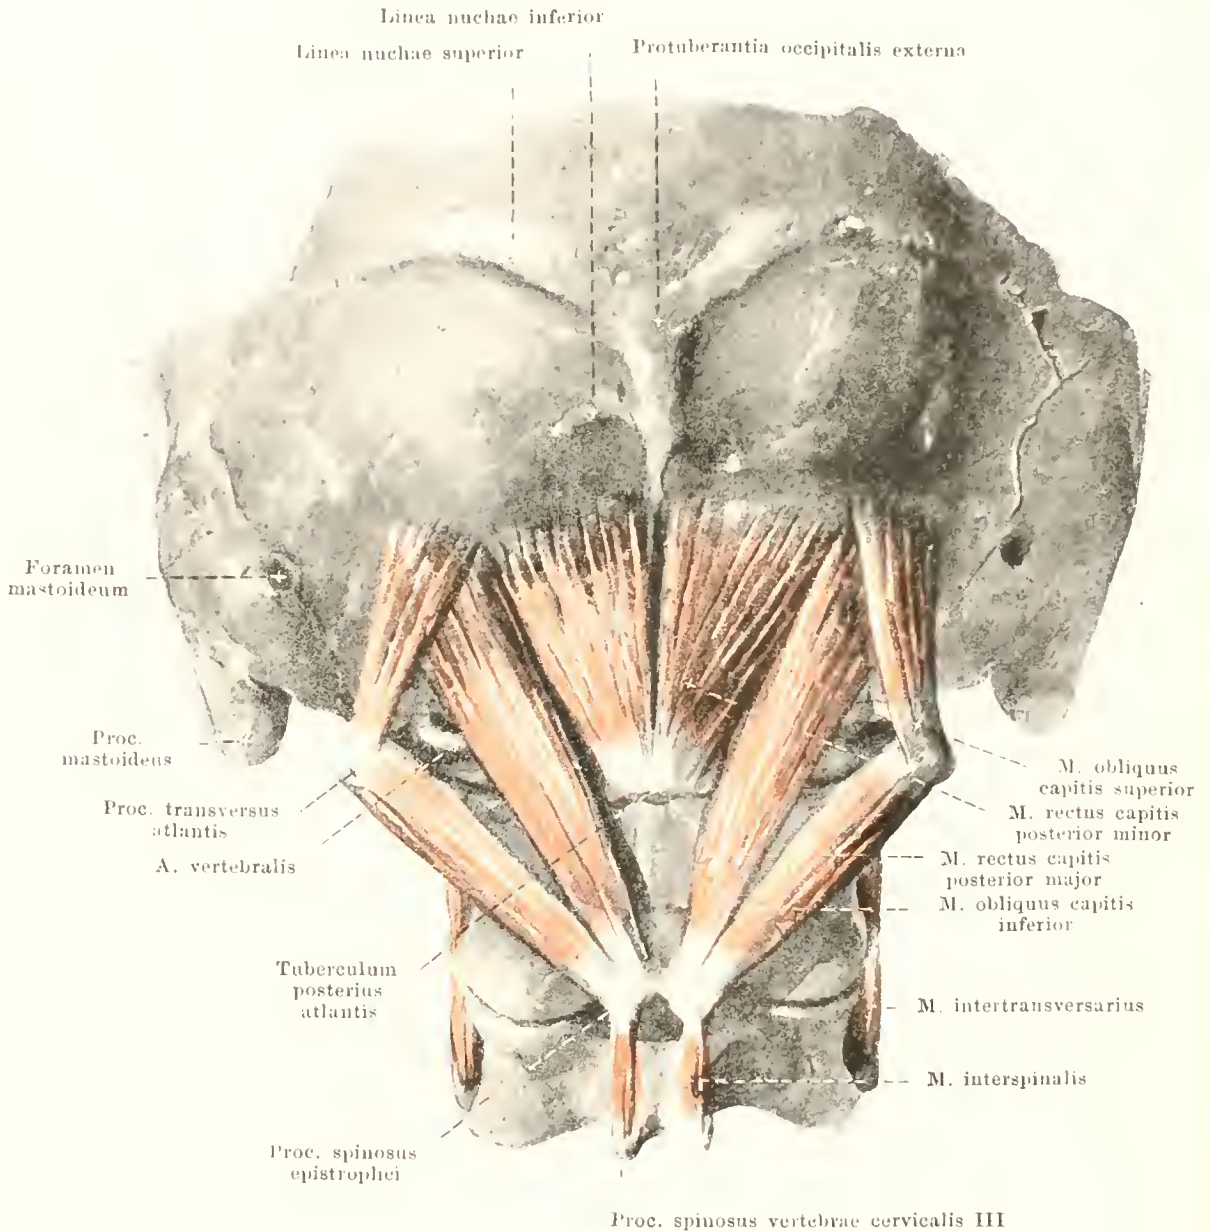 Linea nuchae inferior
Linea nuchae superior
Protuberantia occipitalis externa
Foramen
mastoideum
Proc.
mastoideus
Proc. transversus
atlantis
A. vertebralis
Tuberculum
posterius
atlantis
Proc. spinosus
epistrophei
M. obliquus
capitis superior
M. rectus capitis
posterior minor
M. rectus capitis
posterior major
M. obliquus capitis
inferior
M. intertransversarius
M. interspinalis
Proc. spinosus vertebrae cervicalis III